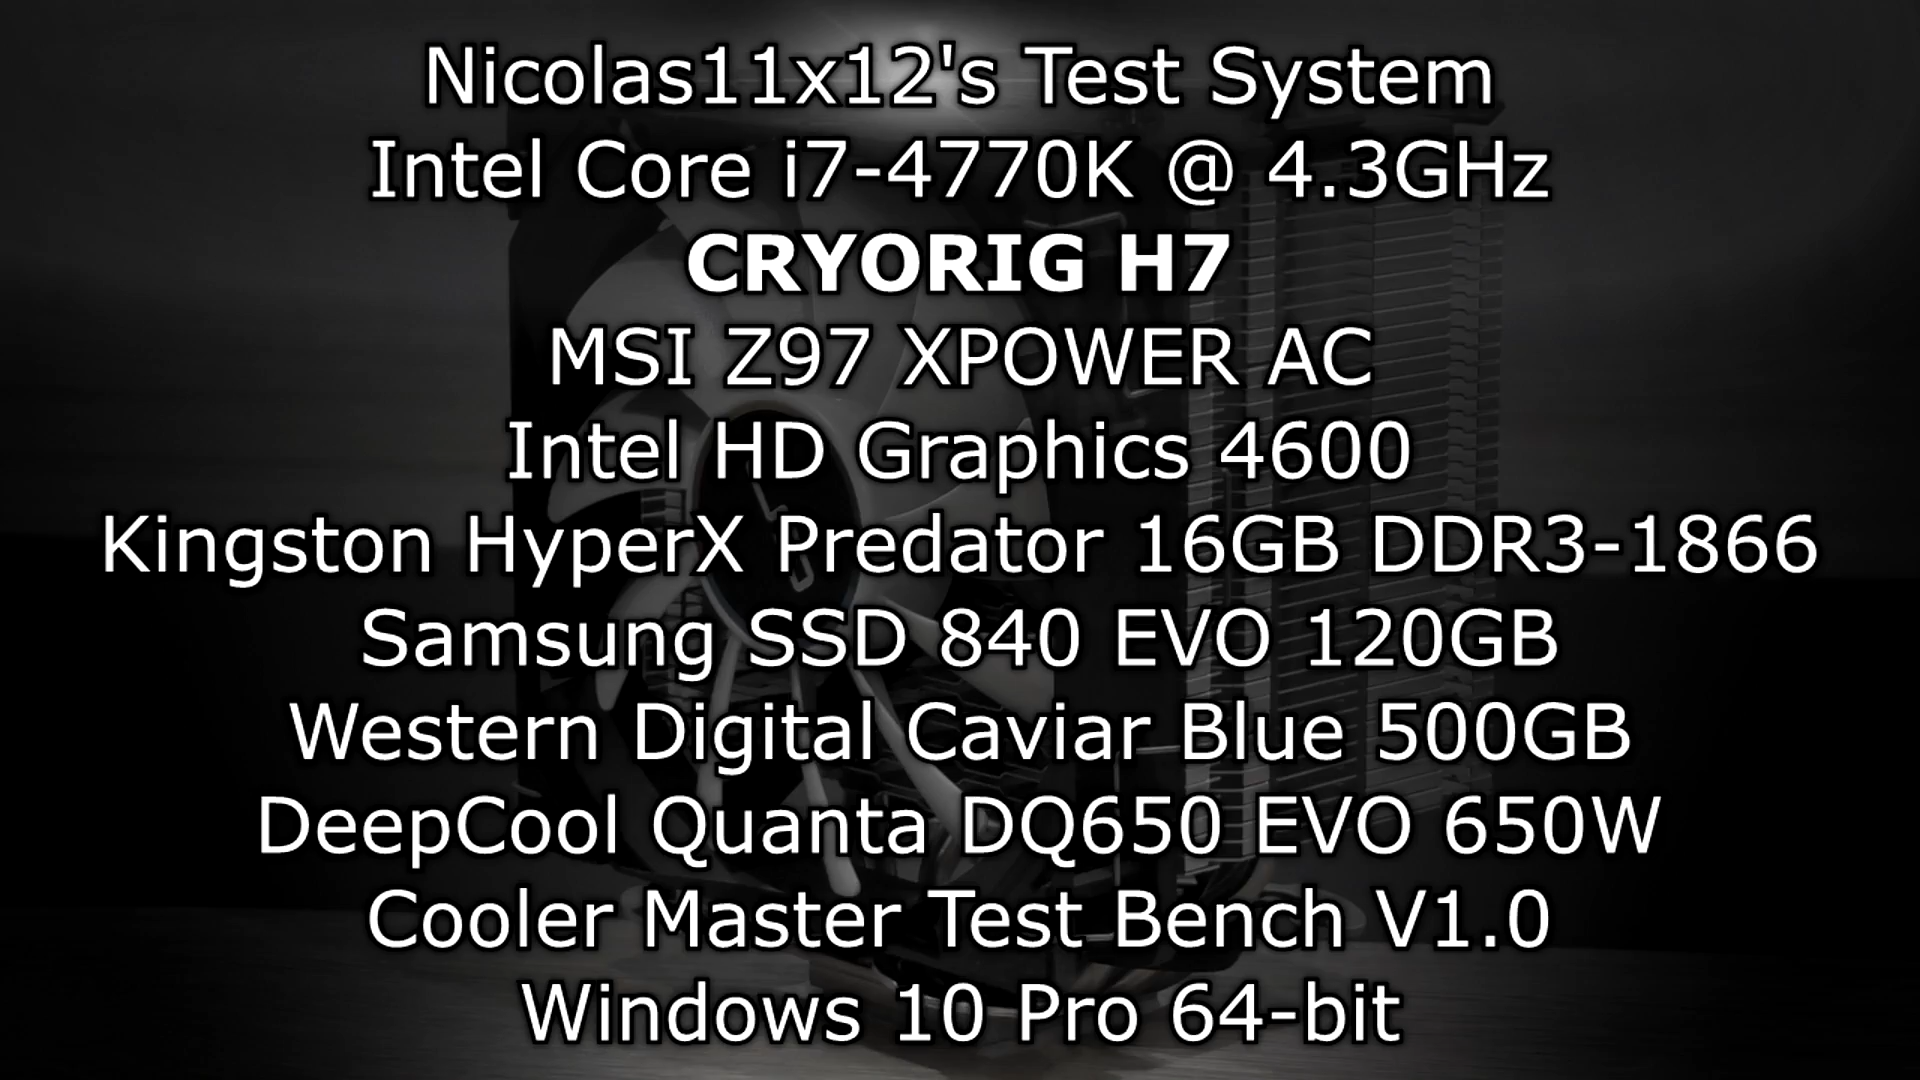 Nicolas11x12's Test System
Intel Core i7-4770K @ 4.3GHz
CRYORIG H7
MSI Z97 XPOWER AC
Intel HD Graphics 4600
Kingston HyperX Predator 16GB DDR3-1866
Samsung SSD 840 EVO 120GB
Western Digital Caviar Blue 500GB
DeepCool Quanta DQ650 EVO 650W
Cooler Master Test Bench V1.0
Windows 10 Pro 64-bit